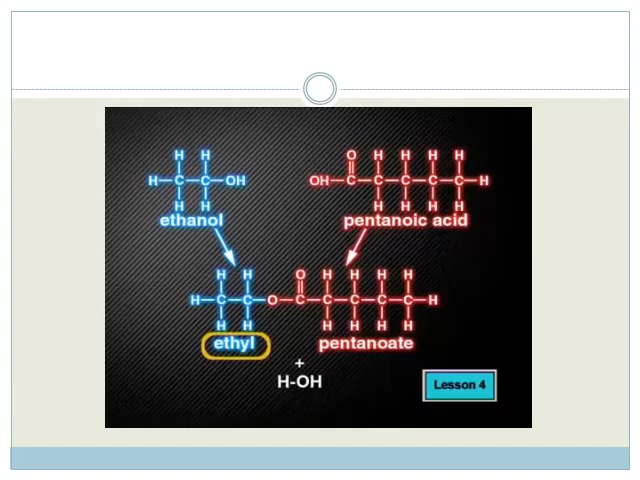 H H O H H H H
H-C-C-OH OH-C-C-C-C-C-H
H H H H H H
ethanol pentanoic acid
H H O H H H H
H-C-C-O-C-C-C-C-C-H
H H H H H H
ethyl pentanoate
+
H-OH
Lesson 4